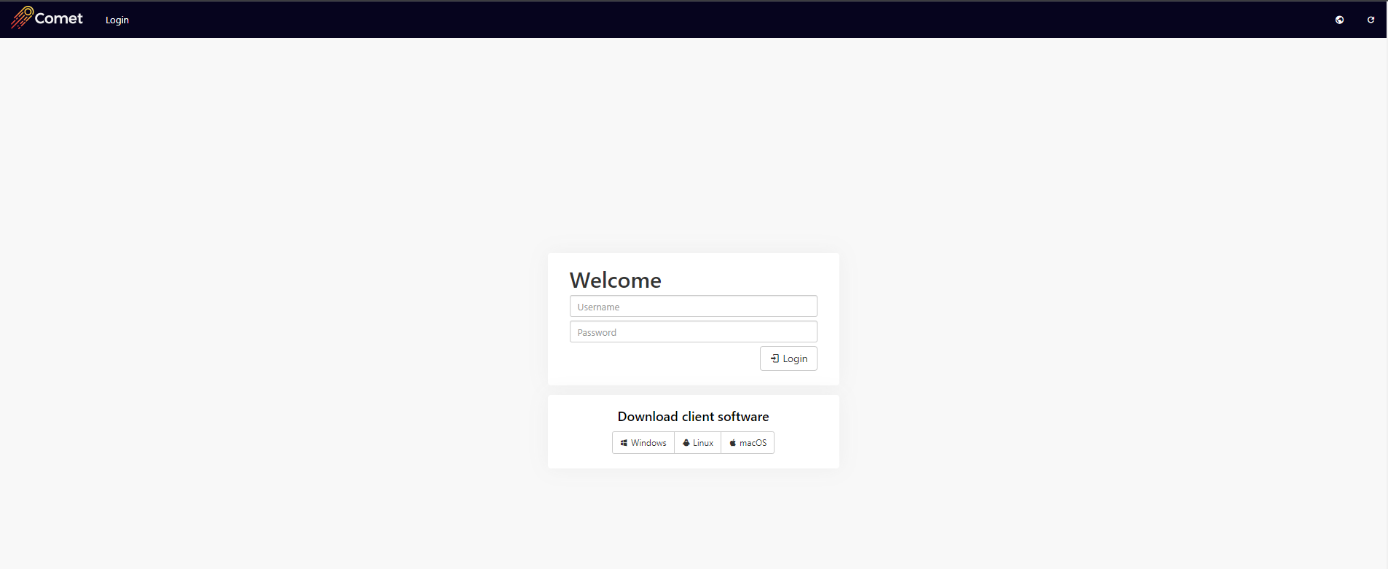 Comet Login
Welcome
Username
Password
Login
Download client software
Windows Linux macOS